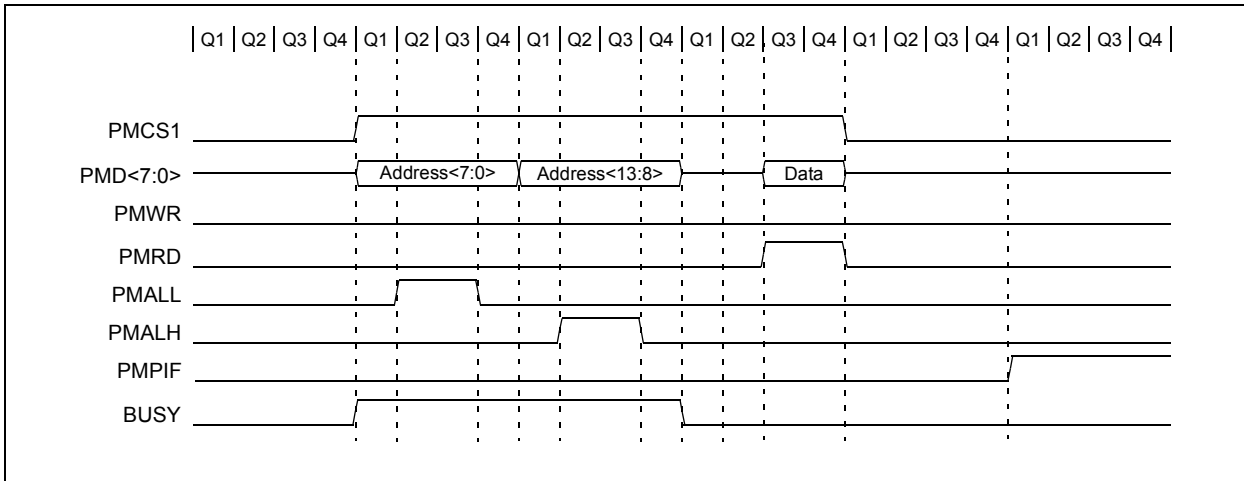 Q1 Q2 Q3 Q4 Q1 Q2 Q3 Q4 Q1 Q2 Q3 Q4 Q1 Q2 Q3 Q4 Q1 Q2 Q3 Q4 Q1 Q2 Q3 Q4
PMCS1
PMD<7:0> Address<7:0> Address<13:8> Data
PMWR
PMRD
PMALL
PMALH
PMPIF
BUSY